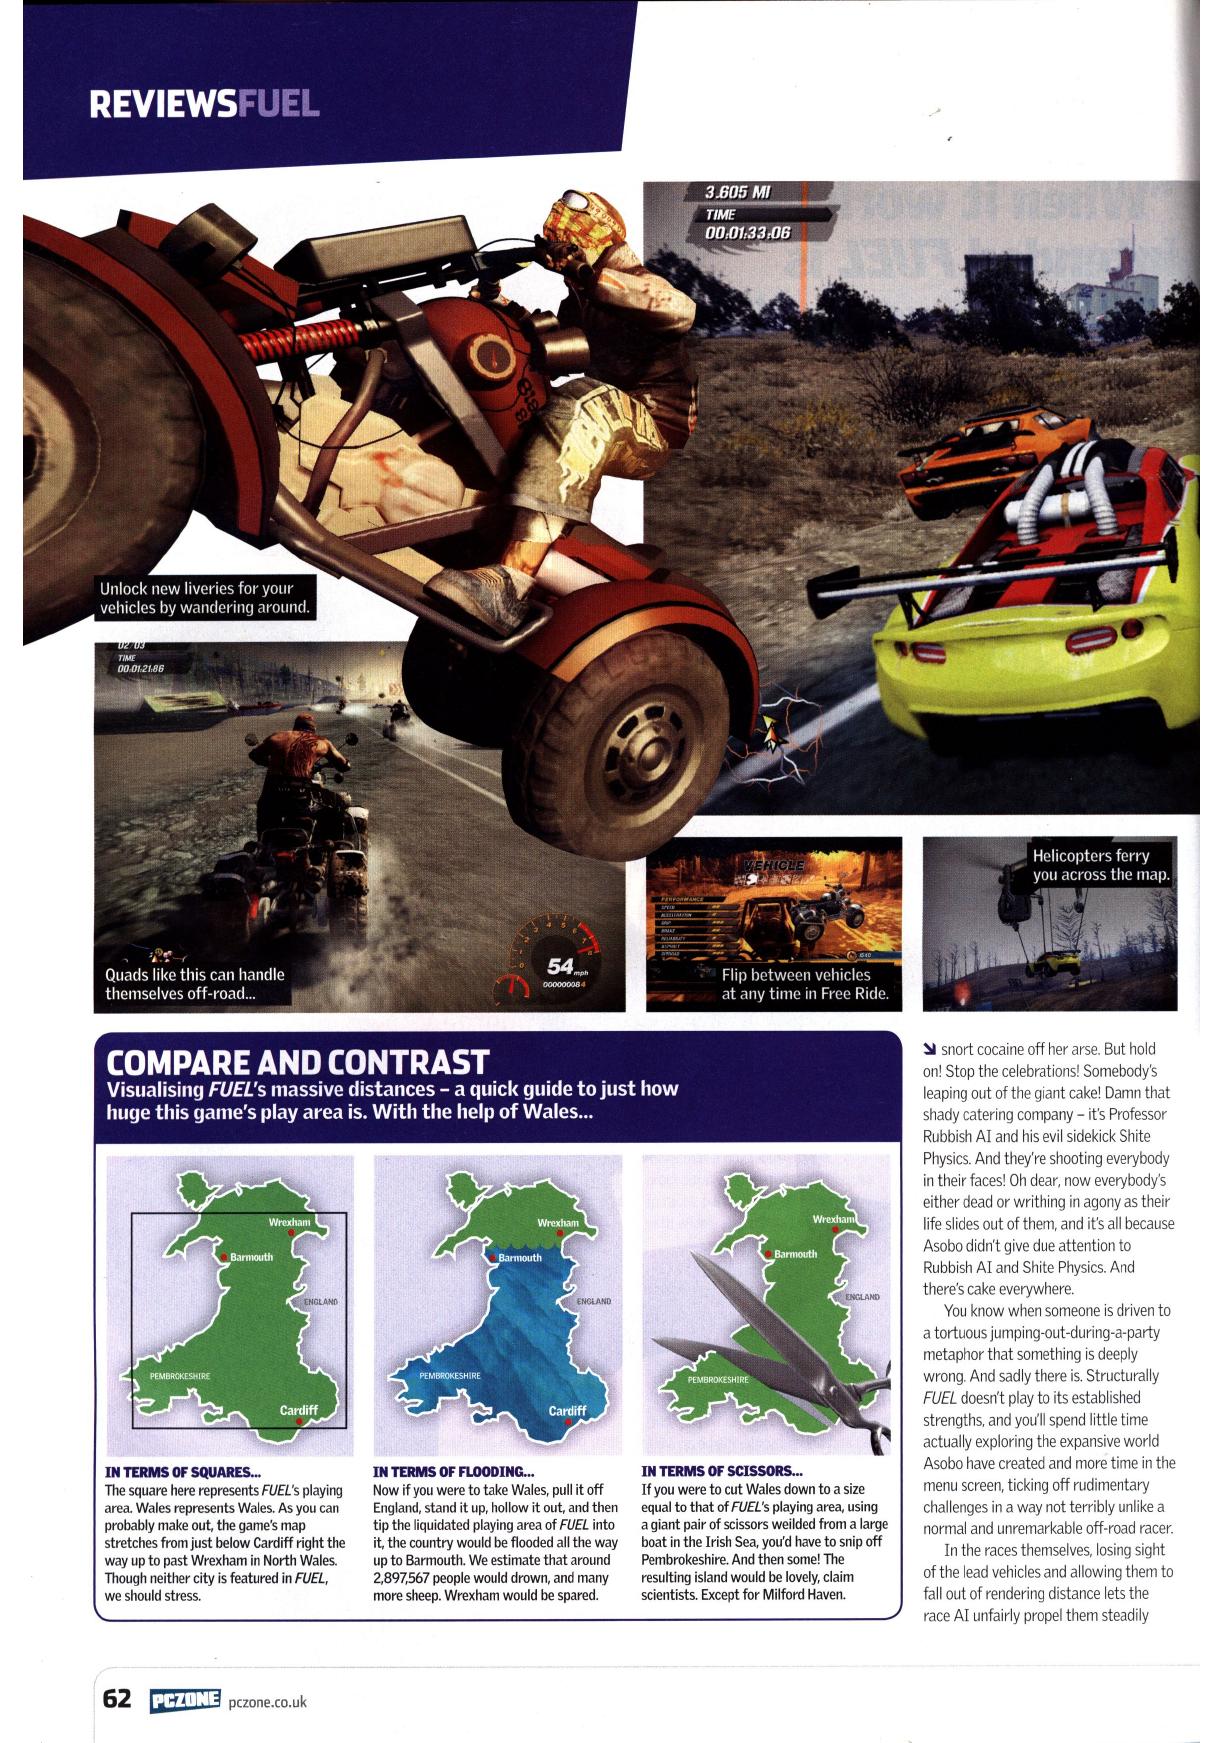 REVIEWSFUEL
3.605 MI
TIME
00:01:33:06
Unlock new liveries for your
vehicles by wandering around.
02/03
TIME
00:01:21:86
54 mph
000000084
Quads like this can handle
themselves off-road...
VEHICLE
PERFORMANCE
SPEED
ACCELERATION
GRIP
BRAKE
RELIABILITY
ASPHALT
OFFROAD
Flip between vehicles
at any time in Free Ride.
Helicopters ferry
you across the map.
COMPARE AND CONTRAST
Visualising FUEL's massive distances – a quick guide to just how
huge this game's play area is. With the help of Wales...
Wrexham
Barmouth
ENGLAND
PEMBROKESHIRE
Cardiff
Wrexham
Barmouth
ENGLAND
PEMBROKESHIRE
Cardiff
Wrexham
Barmouth
ENGLAND
PEMBROKESHIRE
IN TERMS OF SQUARES...
The square here represents FUEL's playing
area. Wales represents Wales. As you can
probably make out, the game's map
stretches from just below Cardiff right the
way up to past Wrexham in North Wales.
Though neither city is featured in FUEL,
we should stress.
IN TERMS OF FLOODING...
Now if you were to take Wales, pull it off
England, stand it up, hollow it out, and then
tip the liquidated playing area of FUEL into
it, the country would be flooded all the way
up to Barmouth. We estimate that around
2,897,567 people would drown, and many
more sheep. Wrexham would be spared.
IN TERMS OF SCISSORS...
If you were to cut Wales down to a size
equal to that of FUEL's playing area, using
a giant pair of scissors weilded from a large
boat in the Irish Sea, you'd have to snip off
Pembrokeshire. And then some! The
resulting island would be lovely, claim
scientists. Except for Milford Haven.
snort cocaine off her arse. But hold
on! Stop the celebrations! Somebody's
leaping out of the giant cake! Damn that
shady catering company – it's Professor
Rubbish AI and his evil sidekick Shite
Physics. And they're shooting everybody
in their faces! Oh dear, now everybody's
either dead or writhing in agony as their
life slides out of them, and it's all because
Asobo didn't give due attention to
Rubbish AI and Shite Physics. And
there's cake everywhere.
You know when someone is driven to
a tortuous jumping-out-during-a-party
metaphor that something is deeply
wrong. And sadly there is. Structurally
FUEL doesn't play to its established
strengths, and you'll spend little time
actually exploring the expansive world
Asobo have created and more time in the
menu screen, ticking off rudimentary
challenges in a way not terribly unlike a
normal and unremarkable off-road racer.
In the races themselves, losing sight
of the lead vehicles and allowing them to
fall out of rendering distance lets the
race AI unfairly propel them steadily
62 PCZONE pczone.co.uk